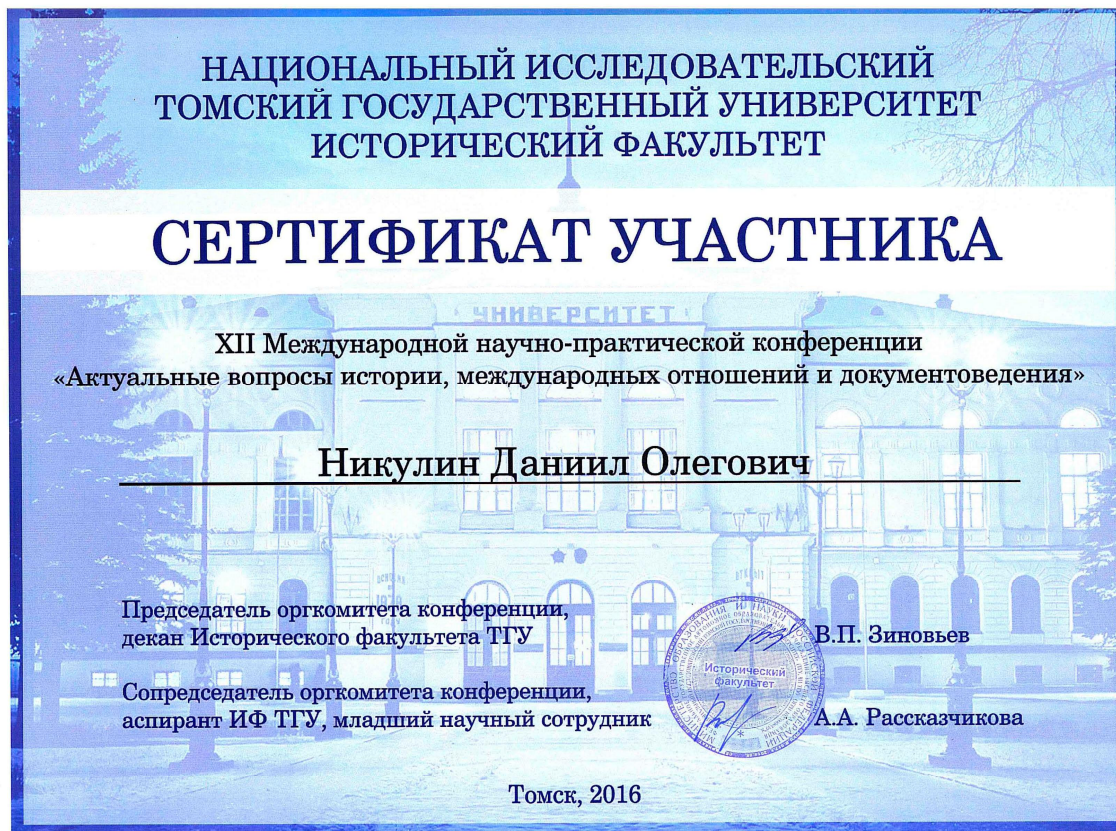 НАЦИОНАЛЬНЫЙ ИССЛЕДОВАТЕЛЬСКИЙ
ТОМСКИЙ ГОСУДАРСТВЕННЫЙ УНИВЕРСИТЕТ
ИСТОРИЧЕСКИЙ ФАКУЛЬТЕТ
СЕРТИФИКАТ УЧАСТНИКА
УНИВЕРСИТЕТ
XII Международной научно-практической конференции
«Актуальные вопросы истории, международных отношений и документоведения»
Никулин Даниил Олегович
Председатель оргкомитета конференции,
декан Исторического факультета ТГУ
В.П. Зиновьев
Исторический
факультет
Сопредседатель оргкомитета конференции,
аспирант ИФ ТГУ, младший научный сотрудник
А.А. Рассказчикова
Томск, 2016